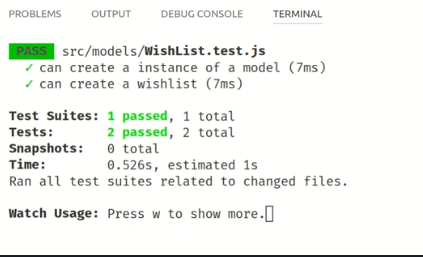 PROBLEMS OUTPUT DEBUG CONSOLE TERMINAL
PASS src/models/WishList.test.js
✓ can create a instance of a model (7ms)
✓ can create a wishlist (7ms)
Test Suites: 1 passed, 1 total
Tests: 2 passed, 2 total
Snapshots: 0 total
Time: 0.526s, estimated 1s
Ran all test suites related to changed files.
Watch Usage: Press w to show more.